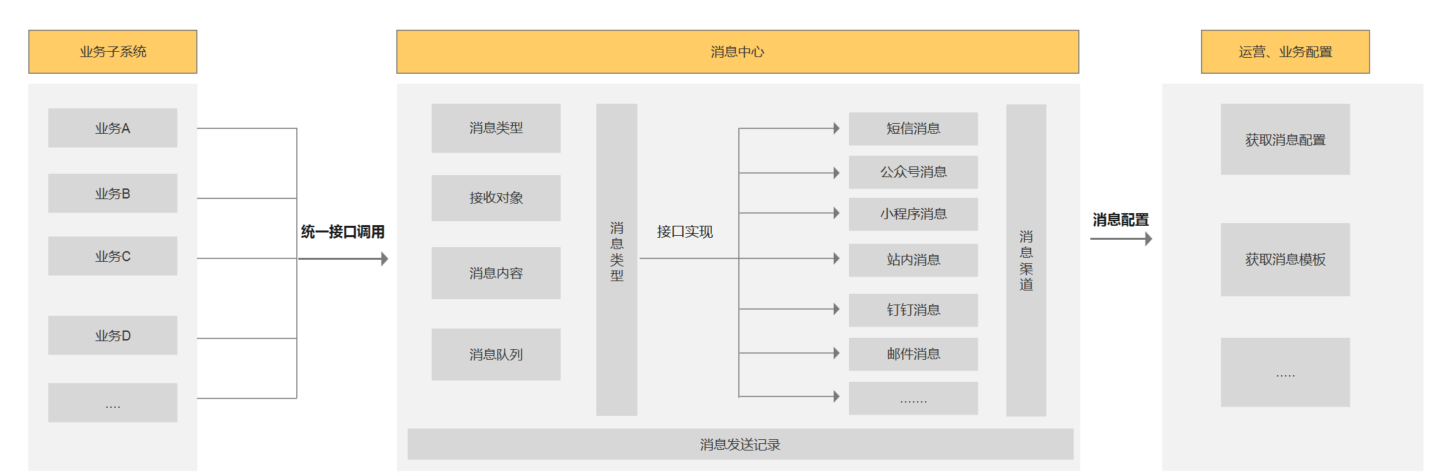 业务子系统
消息中心
运营、业务配置
业务A
业务B
业务C
业务D
....
统一接口调用
消息类型
接收对象
消息内容
消息队列
消息类型
接口实现
短信消息
公众号消息
小程序消息
站内消息
钉钉消息
邮件消息
.......
消息渠道
消息发送记录
消息配置
获取消息配置
获取消息模板
.....